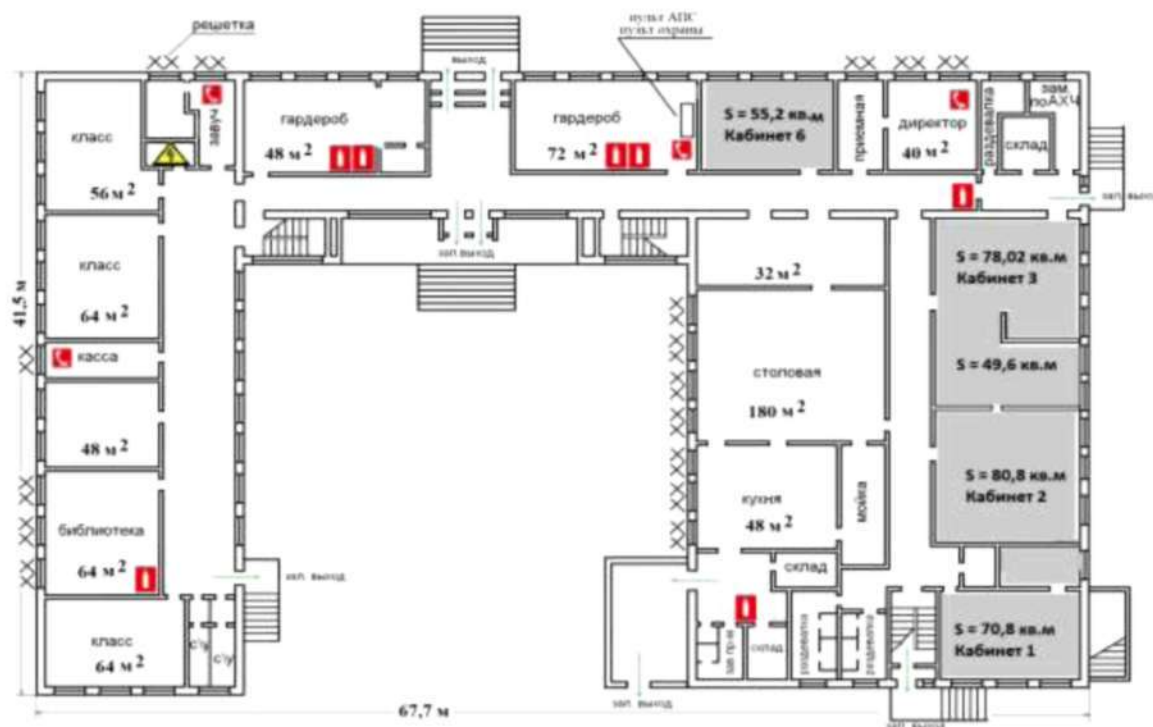 решетка
пульт АПС
пульт охраны
выход
класс
56 м 2
завуч
гардероб
48 м 2
гардероб
72 м 2
S = 55,2 кв.м
Кабинет 6
приемная
директор
40 м 2
раздевалка
зам.
по АХЧ
склад
зап. выход
41,5 м
класс
64 м 2
зап. выход
32 м 2
S = 78,02 кв.м
Кабинет 3
касса
столовая
180 м 2
S = 49,6 кв.м
48 м 2
S = 80,8 кв.м
Кабинет 2
библиотека
64 м 2
кухня
48 м 2
мойка
зап. выход
склад
класс
64 м 2
с\у
с\у
зав пр-в
склад
раздевалка
раздевалка
S = 70,8 кв.м
Кабинет 1
67,7 м
зап. выход
зап. выход